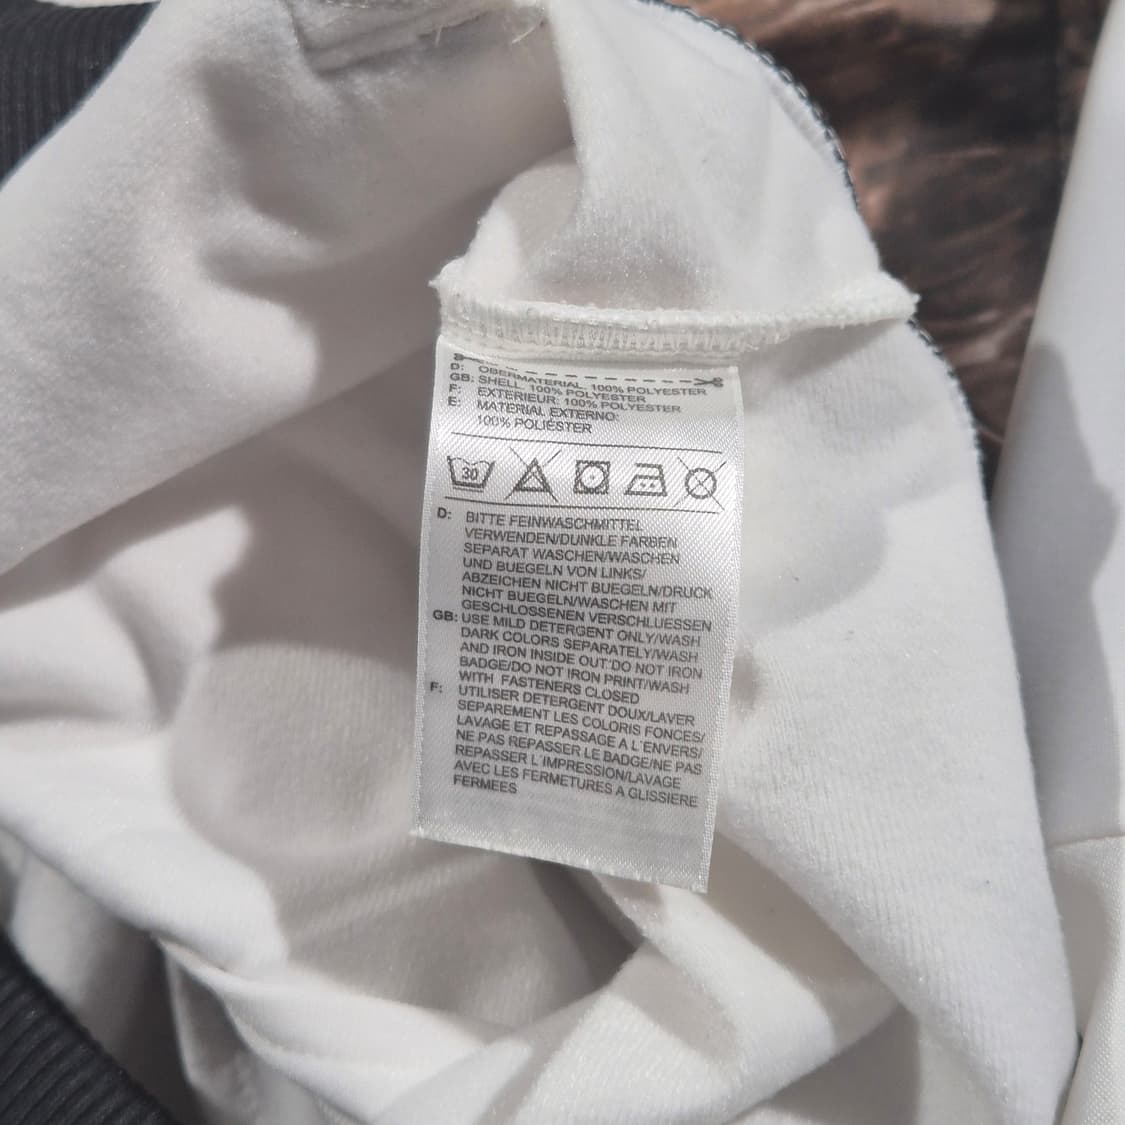 D: OBERMATERIAL. 100% POLYESTER
GB: SHELL. 100% POLYESTER
F: EXTERIEUR: 100% POLYESTER
E: MATERIAL EXTERNO:
100% POLIÉSTER
30
D: BITTE FEINWASCHMITTEL
VERWENDEN/DUNKLE FARBEN
SEPARAT WASCHEN/WASCHEN
UND BUEGELN VON LINKS/
ABZEICHEN NICHT BUEGELN/DRUCK
NICHT BUEGELN/WASCHEN MIT
GESCHLOSSENEN VERSCHLUESSEN
GB: USE MILD DETERGENT ONLY/WASH
DARK COLORS SEPARATELY/WASH
AND IRON INSIDE OUT/DO NOT IRON
BADGE/DO NOT IRON PRINT/WASH
WITH FASTENERS CLOSED
F: UTILISER DETERGENT DOUX/LAVER
SEPAREMENT LES COLORIS FONCES/
LAVAGE ET REPASSAGE A L'ENVERS/
NE PAS REPASSER LE BADGE/NE PAS
REPASSER L'IMPRESSION/LAVAGE
AVEC LES FERMETURES A GLISSIERE
FERMEES